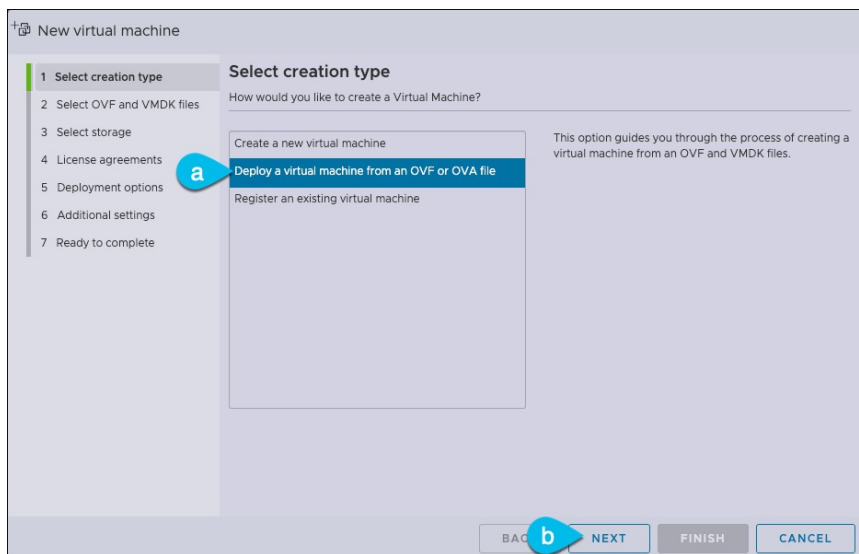 New virtual machine
1 Select creation type
2 Select OVF and VMDK files
3 Select storage
4 License agreements
5 Deployment options
6 Additional settings
7 Ready to complete
Select creation type
How would you like to create a Virtual Machine?
Create a new virtual machine
a
Deploy a virtual machine from an OVF or OVA file
Register an existing virtual machine
This option guides you through the process of creating a
virtual machine from an OVF and VMDK files.
b
NEXT
FINISH
CANCEL